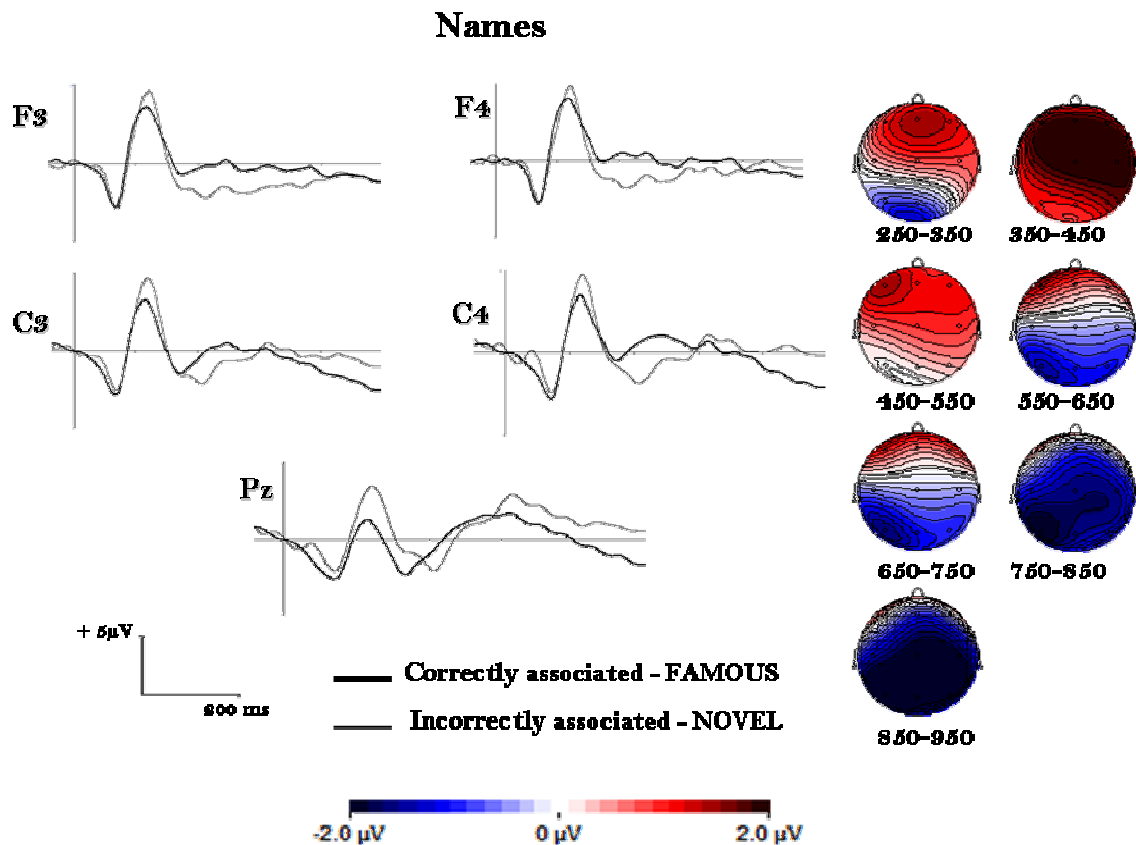 Names
F3
F4
250-350
350-450
C3
C4
450-550
550-650
Pz
650-750
750-850
+ 5μV
200 ms
Correctly associated - FAMOUS
Incorrectly associated - NOVEL
850-950
-2.0 μV
0 μV
2.0 μV